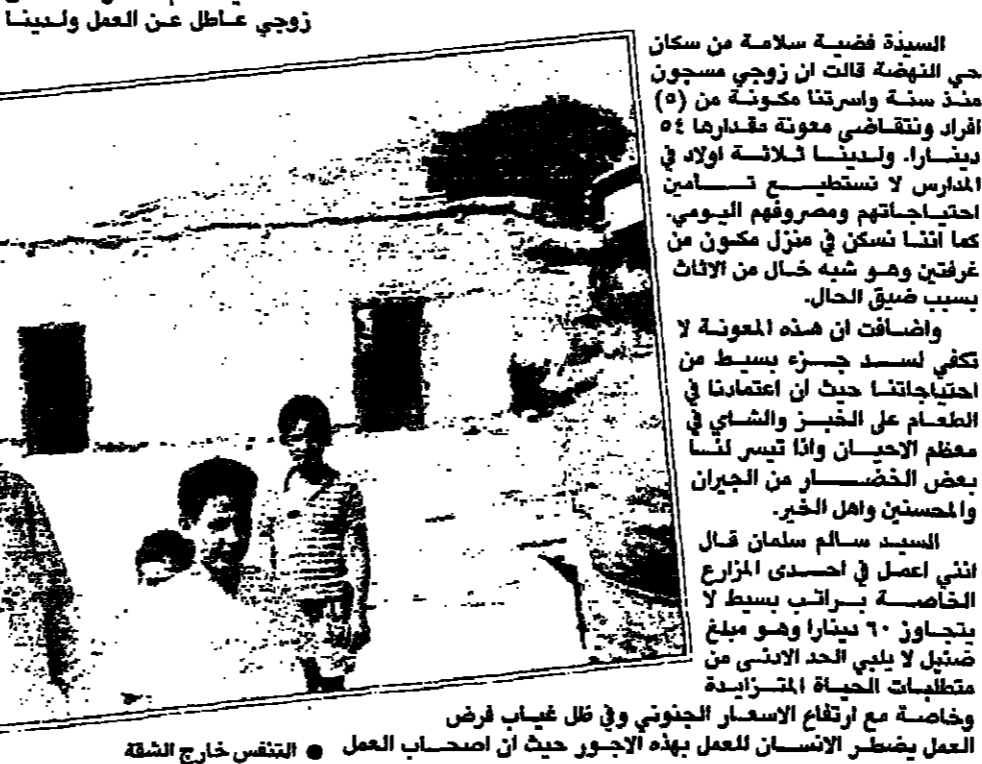 زوجي عاطل عن العمل ولدينا
السيدة فضية سلامة من سكان
حي النهضة قالت ان زوجي مسجون
منذ سنة واسرتنا مكونة من (٥)
افراد ونتقاضى معونة مقدارها ٥٤
دينارا. ولدينا ثلاثة اولاد في
المدارس لا نستطيع تأمين
احتياجاتهم ومصروفهم اليومي.
كما اننا نسكن في منزل مكون من
غرفتين وهو شبه خال من الاثاث
بسبب ضيق الحال.
واضافت ان هذه المعونة لا
تكفي لسد جزء بسيط من
احتياجاتنا حيث ان اعتمادنا في
الطعام على الخبز والشاي في
معظم الاحيان واذا تيسر لنا
بعض الخضار من الجيران
والمحسنين واهل الخير.
السيد سالم سلمان قال
انني اعمل في احدى المزارع
الخاصة براتب بسيط لا
يتجاوز ٦٠ دينارا وهو مبلغ
ضئيل لا يلبي الحد الادنى من
متطلبات الحياة المتزايدة
وخاصة مع ارتفاع الاسعار الجنوني وفي ظل غياب فرض
العمل يضطر الانسان للعمل بهذه الاجور حيث ان اصحاب العمل
● التنفس خارج الشقة